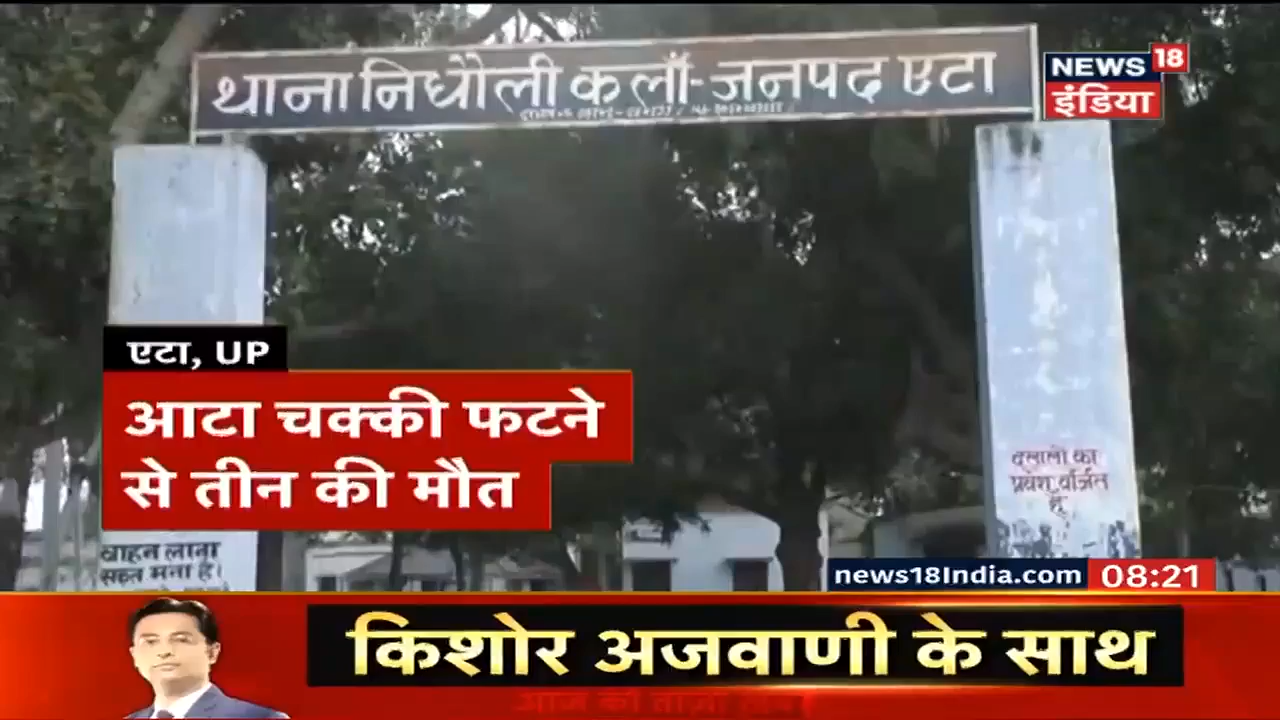 थाना निधौली कलाँ-जनपद एटा
NEWS 18
इंडिया
एटा, UP
आटा चक्की फटने
से तीन की मौत
दलालों का
प्रवेश वर्जित
है
वाहन लाना
सख्त मना है।
news18India.com 08:21
किशोर अजवाणी के साथ
आज की ताज़ा